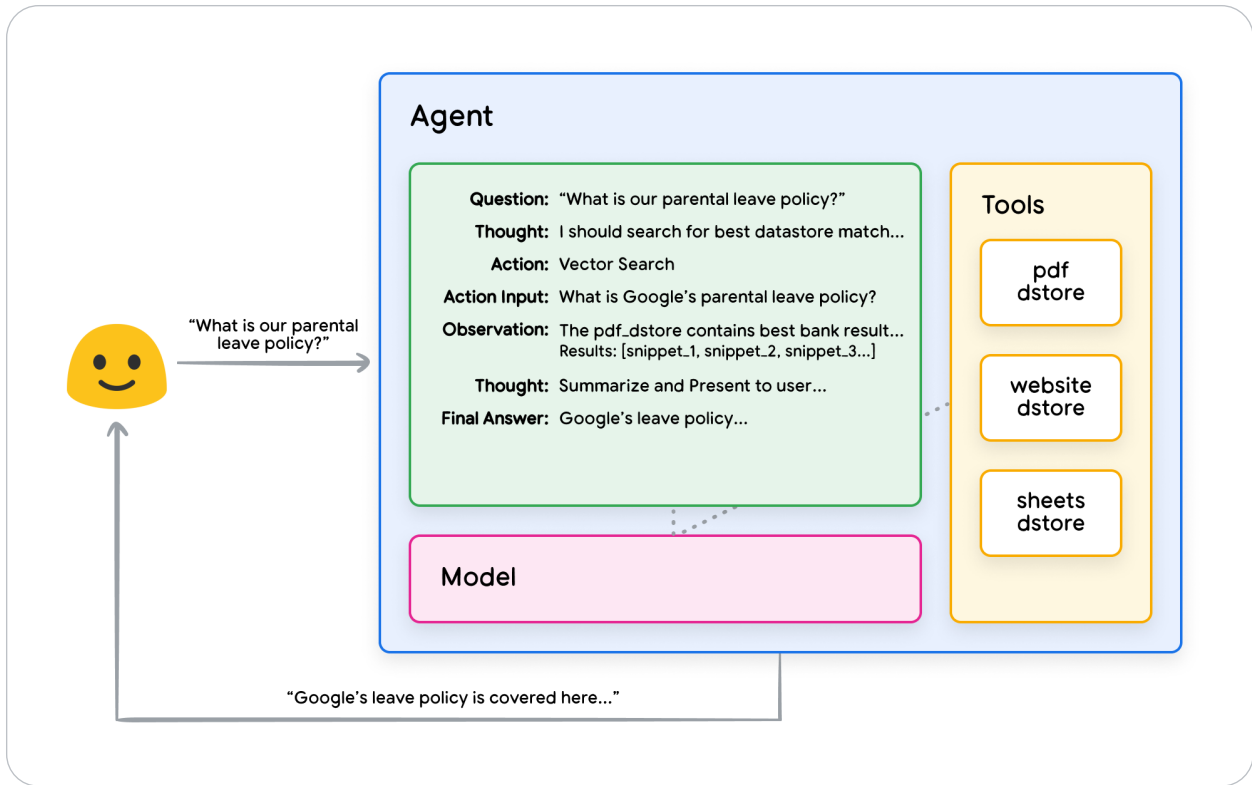 Agent
Question: “What is our parental leave policy?”
Thought: I should search for best datastore match...
Action: Vector Search
Action Input: What is Google’s parental leave policy?
Observation: The pdf_dstore contains best bank result...
Results: [snippet_1, snippet_2, snippet_3...]
Thought: Summarize and Present to user...
Final Answer: Google’s leave policy...
Tools
pdf
dstore
website
dstore
sheets
dstore
“What is our parental
leave policy?”
Model
“Google’s leave policy is covered here...”